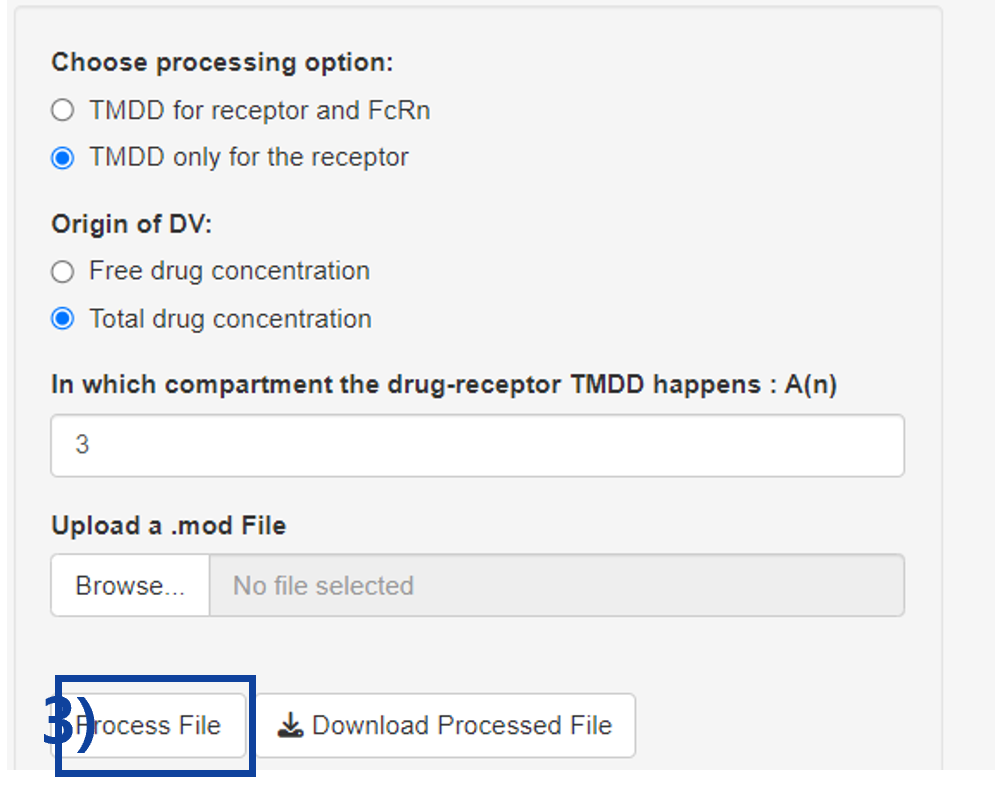 Choose processing option:
TMDD for receptor and FcRn
TMDD only for the receptor
Origin of DV:
Free drug concentration
Total drug concentration
In which compartment the drug-receptor TMDD happens : A(n)
3
Upload a .mod File
Browse... No file selected
3) Process File Download Processed File